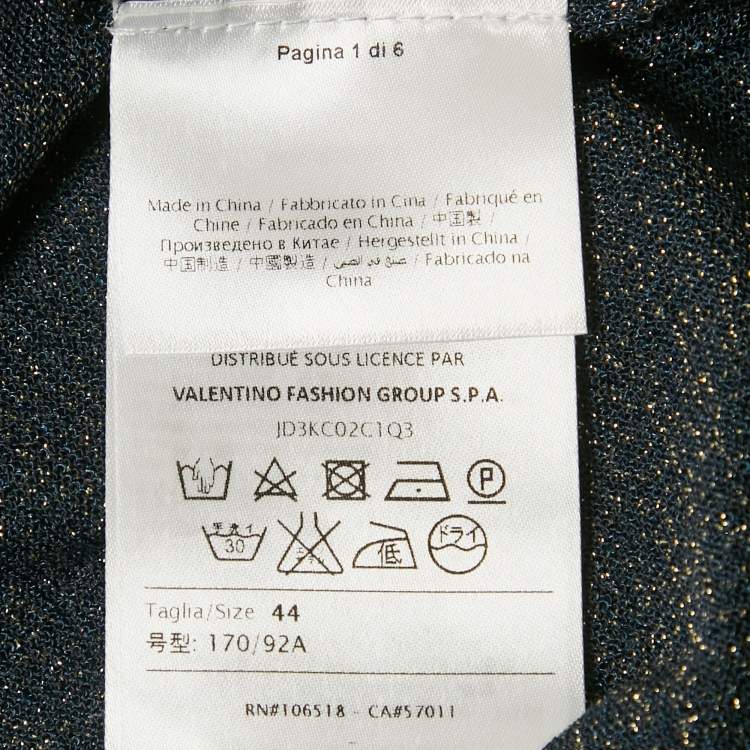 Pagina 1 di 6
Made in China / Fabbricato in Cina / Fabriqué en
Chine / Fabricado en China / 中国製 /
Произведено в Китае / Hergestellt in China /
中国制造 / 中國製造 / صنع في الصين / Fabricado na
China
DISTRIBUÉ SOUS LICENCE PAR
VALENTINO FASHION GROUP S.P.A.
JD3KC02C1Q3
P
手洗イ
30
低
ドライ
Taglia/Size 44
号型: 170/92A
RN#106518 - CA#57011